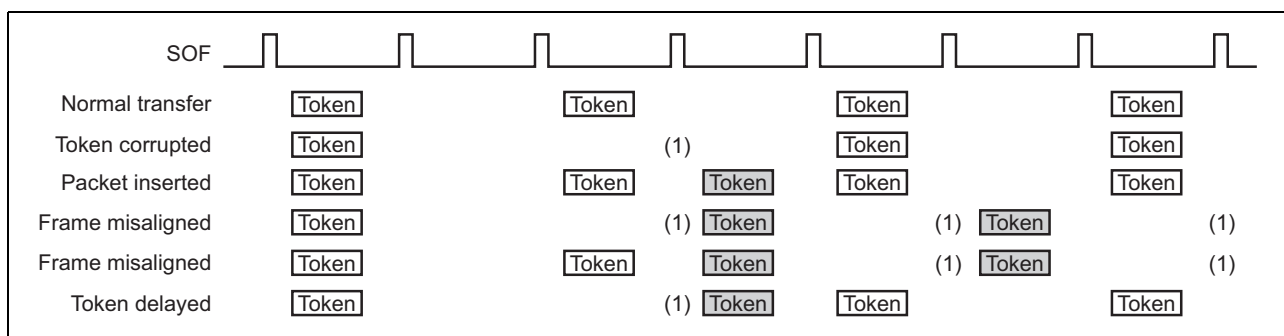 SOF
Normal transfer Token Token Token Token
Token corrupted Token (1) Token Token
Packet inserted Token Token Token Token Token
Frame misaligned Token (1) Token (1) Token (1)
Frame misaligned Token Token Token (1) Token (1)
Token delayed Token (1) Token Token Token